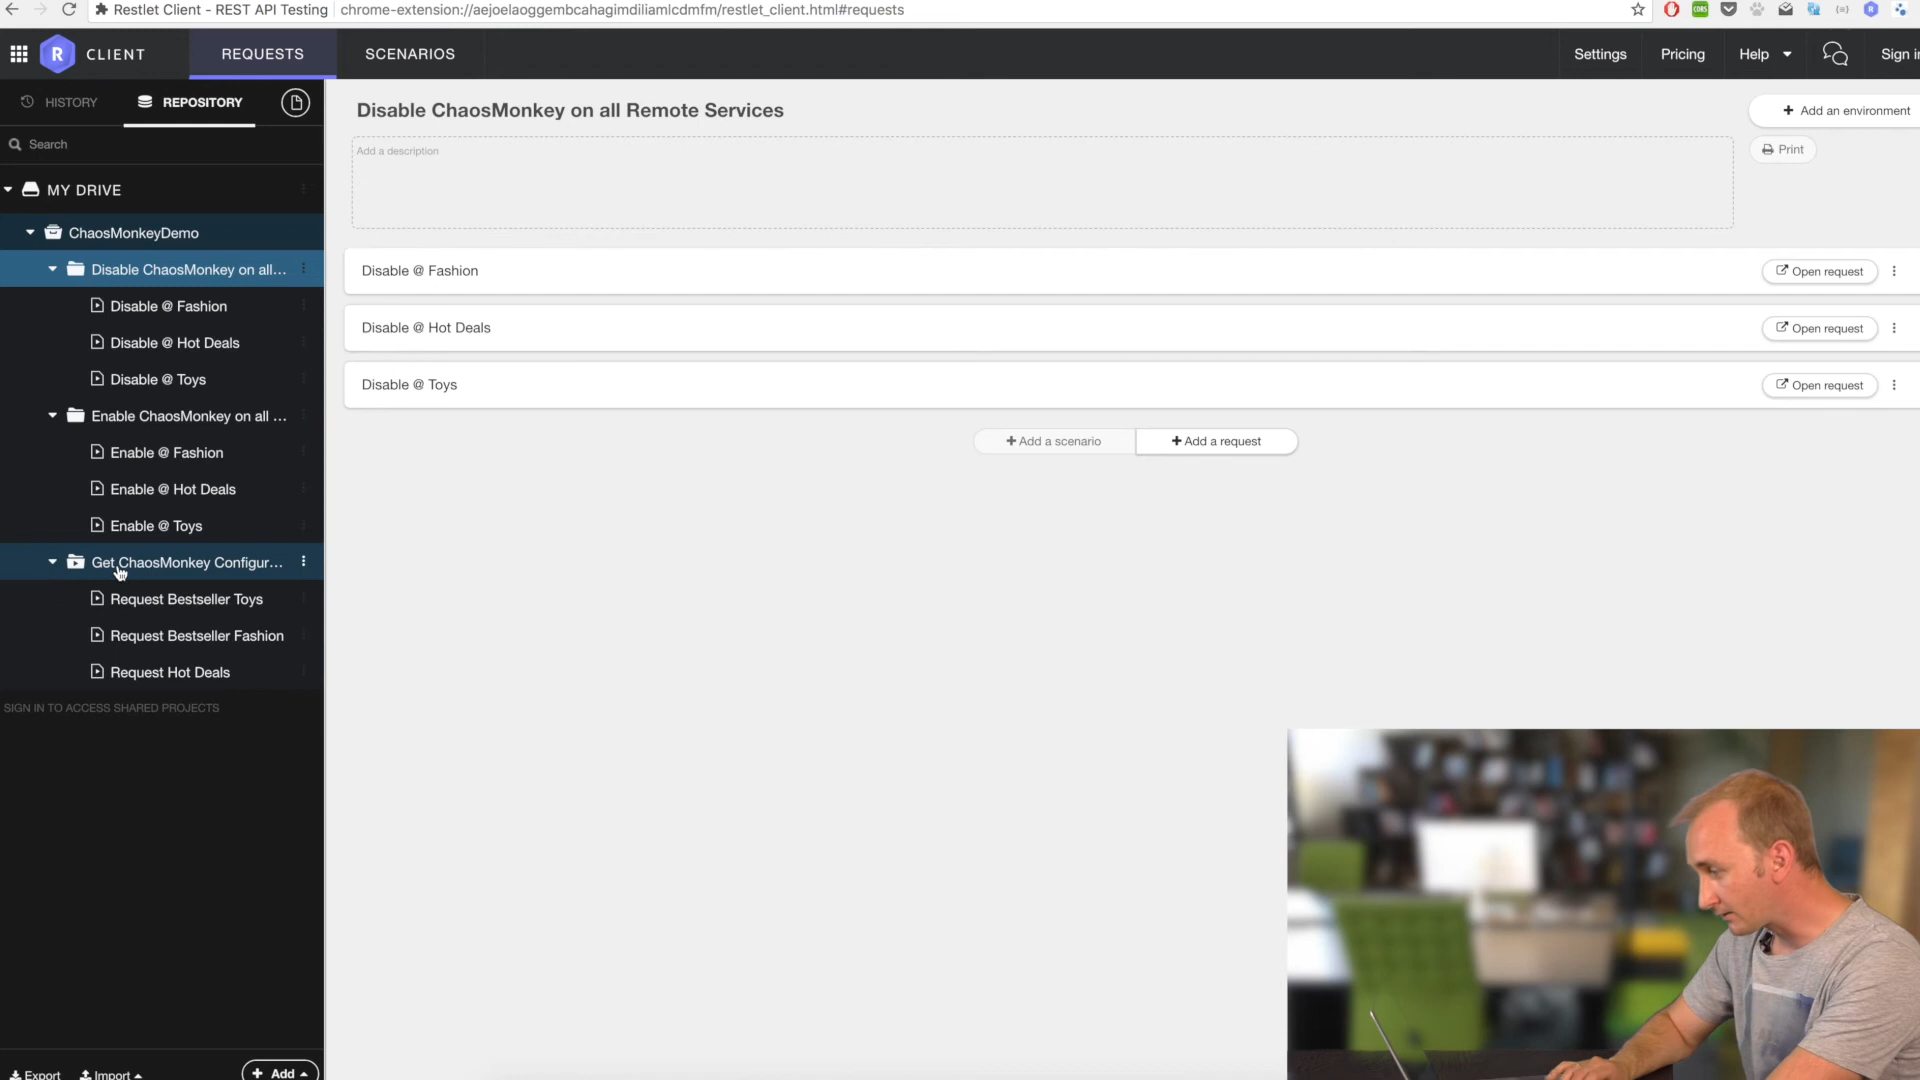 Restlet Client - REST API Testing
chrome-extension://aejoelaoggembcahagimdiliamlcdmfm/restlet_client.html#requests
R CLIENT
REQUESTS
SCENARIOS
Settings
Pricing
Help
Sign in
HISTORY
REPOSITORY
Search
MY DRIVE
ChaosMonkeyDemo
Disable ChaosMonkey on all...
Disable @ Fashion
Disable @ Hot Deals
Disable @ Toys
Enable ChaosMonkey on all ...
Enable @ Fashion
Enable @ Hot Deals
Enable @ Toys
Get ChaosMonkey Configur...
Request Bestseller Toys
Request Bestseller Fashion
Request Hot Deals
SIGN IN TO ACCESS SHARED PROJECTS
Export
Import
+ Add
Disable ChaosMonkey on all Remote Services
+ Add an environment
Add a description
Print
Disable @ Fashion
Open request
Disable @ Hot Deals
Open request
Disable @ Toys
Open request
+ Add a scenario
+ Add a request